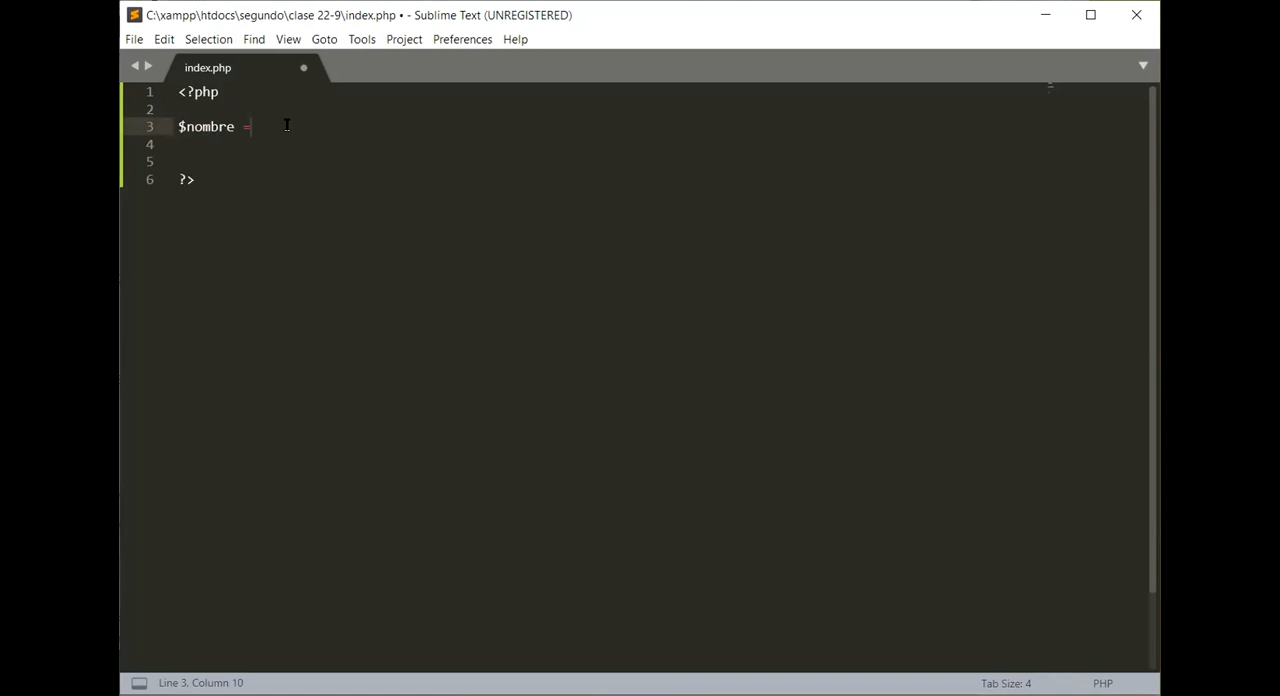 C:\xampp\htdocs\segundo\clase 22-9\index.php • - Sublime Text (UNREGISTERED)
File Edit Selection Find View Goto Tools Project Preferences Help
index.php
1 <?php
2
3 $nombre =
4
5
6 ?>
Line 3, Column 10 Tab Size: 4 PHP